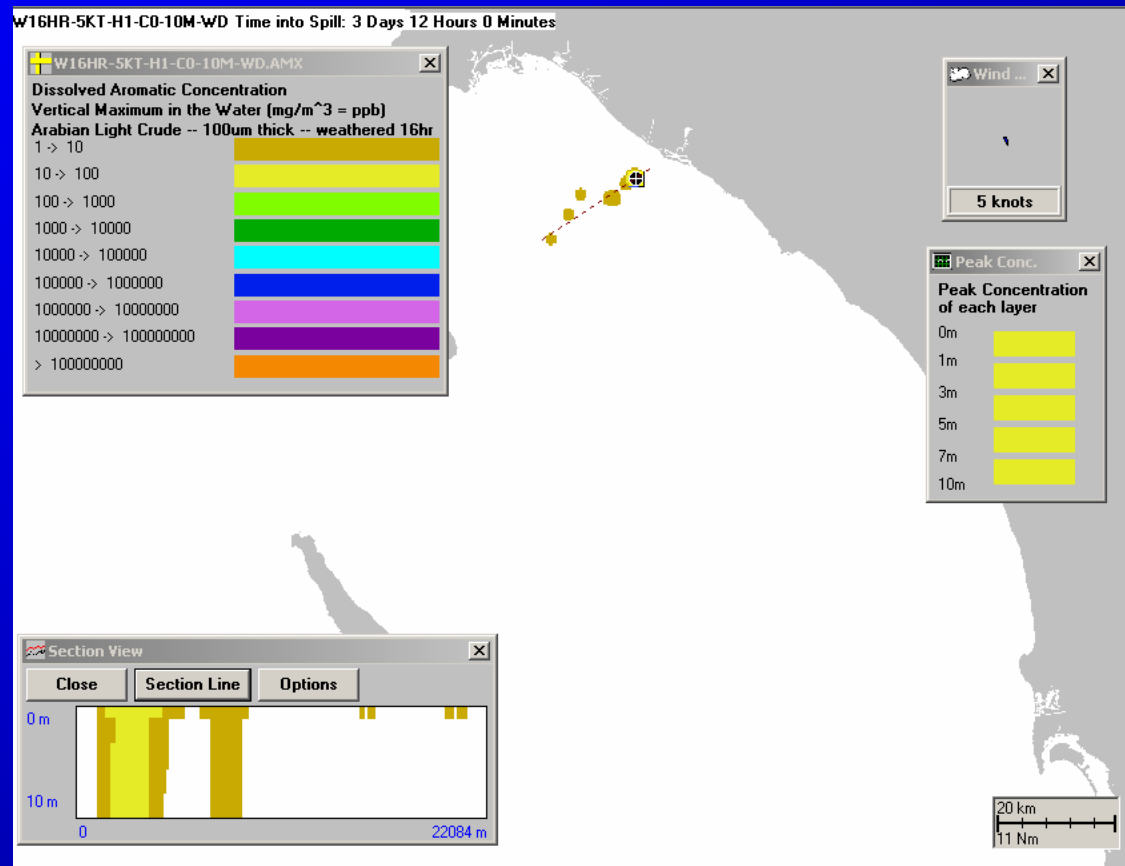 W16HR-5KT-H1-C0-10M-WD Time into Spill: 3 Days 12 Hours 0 Minutes
W16HR-5KT-H1-C0-10M-WD.AMX
Dissolved Aromatic Concentration
Vertical Maximum in the Water (mg/m^3 = ppb)
Arabian Light Crude -- 100um thick -- weathered 16hr
1 -> 10
10 -> 100
100 -> 1000
1000 -> 10000
10000 -> 100000
100000 -> 1000000
1000000 -> 10000000
10000000 -> 100000000
> 100000000
Wind ...
5 knots
Peak Conc.
Peak Concentration
of each layer
0m
1m
3m
5m
7m
10m
Section View
Close Section Line Options
0 m
10 m
0 22084 m
20 km
11 Nm